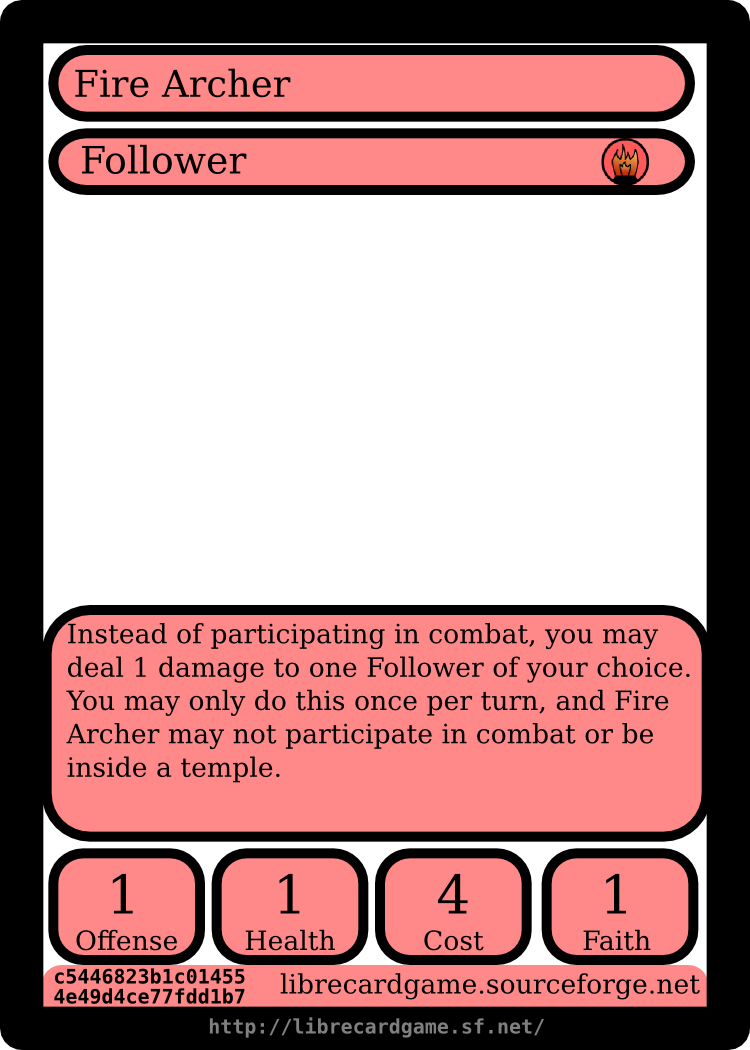 Fire Archer
Follower
Instead of participating in combat, you may
deal 1 damage to one Follower of your choice.
You may only do this once per turn, and Fire
Archer may not participate in combat or be
inside a temple.
1 1 4 1
Offense Health Cost Faith
c5446823b1c01455
4e49d4ce77fdd1b7
librecardgame.sourceforge.net
http://librecardgame.sf.net/